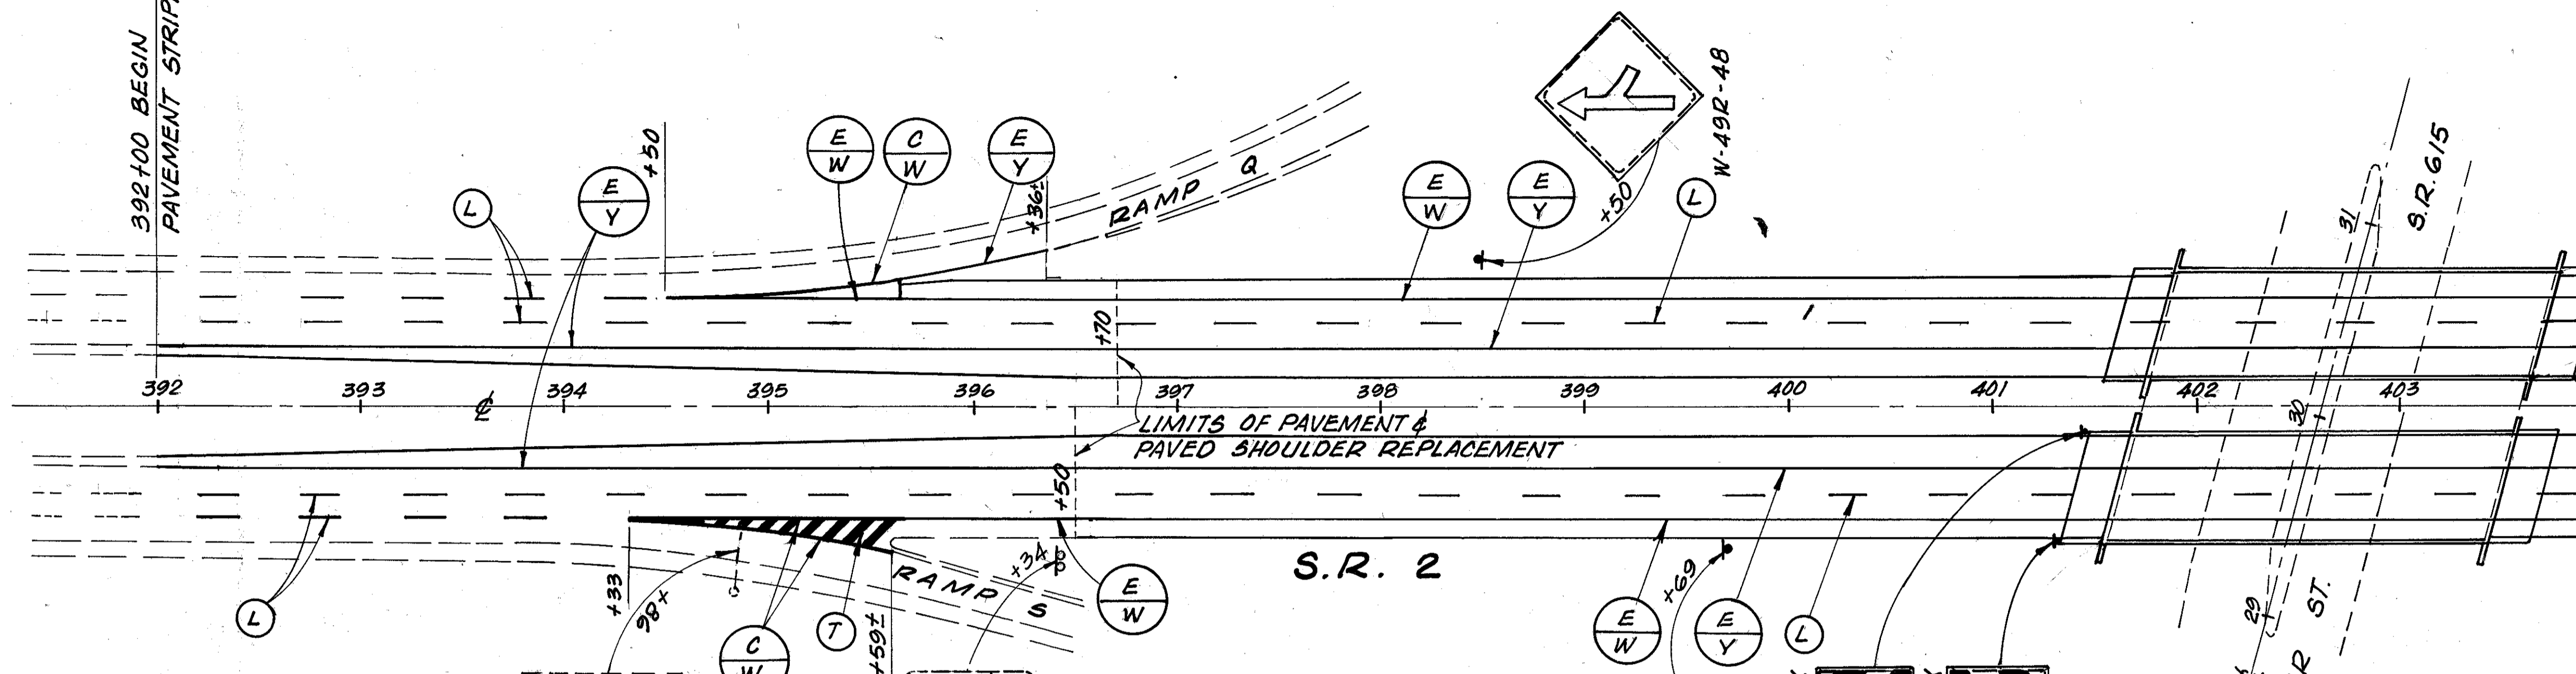 392+00 BEGIN
PAVEMENT STRIP
+50
L
E
Y
E
W
C
W
E
Y
+36±
RAMP Q
E
W
E
Y
+50
L
W-49R-48
31
S.R. 615
+70
392
393
₵
394
395
396
397
398
399
400
401
402
403
30
LIMITS OF PAVEMENT &
PAVED SHOULDER REPLACEMENT
+50
L
+33
98+
C
W
T
+59±
RAMP S
+34
E
W
S.R. 2
E
W
+69
E
Y
L
29
ST.
R